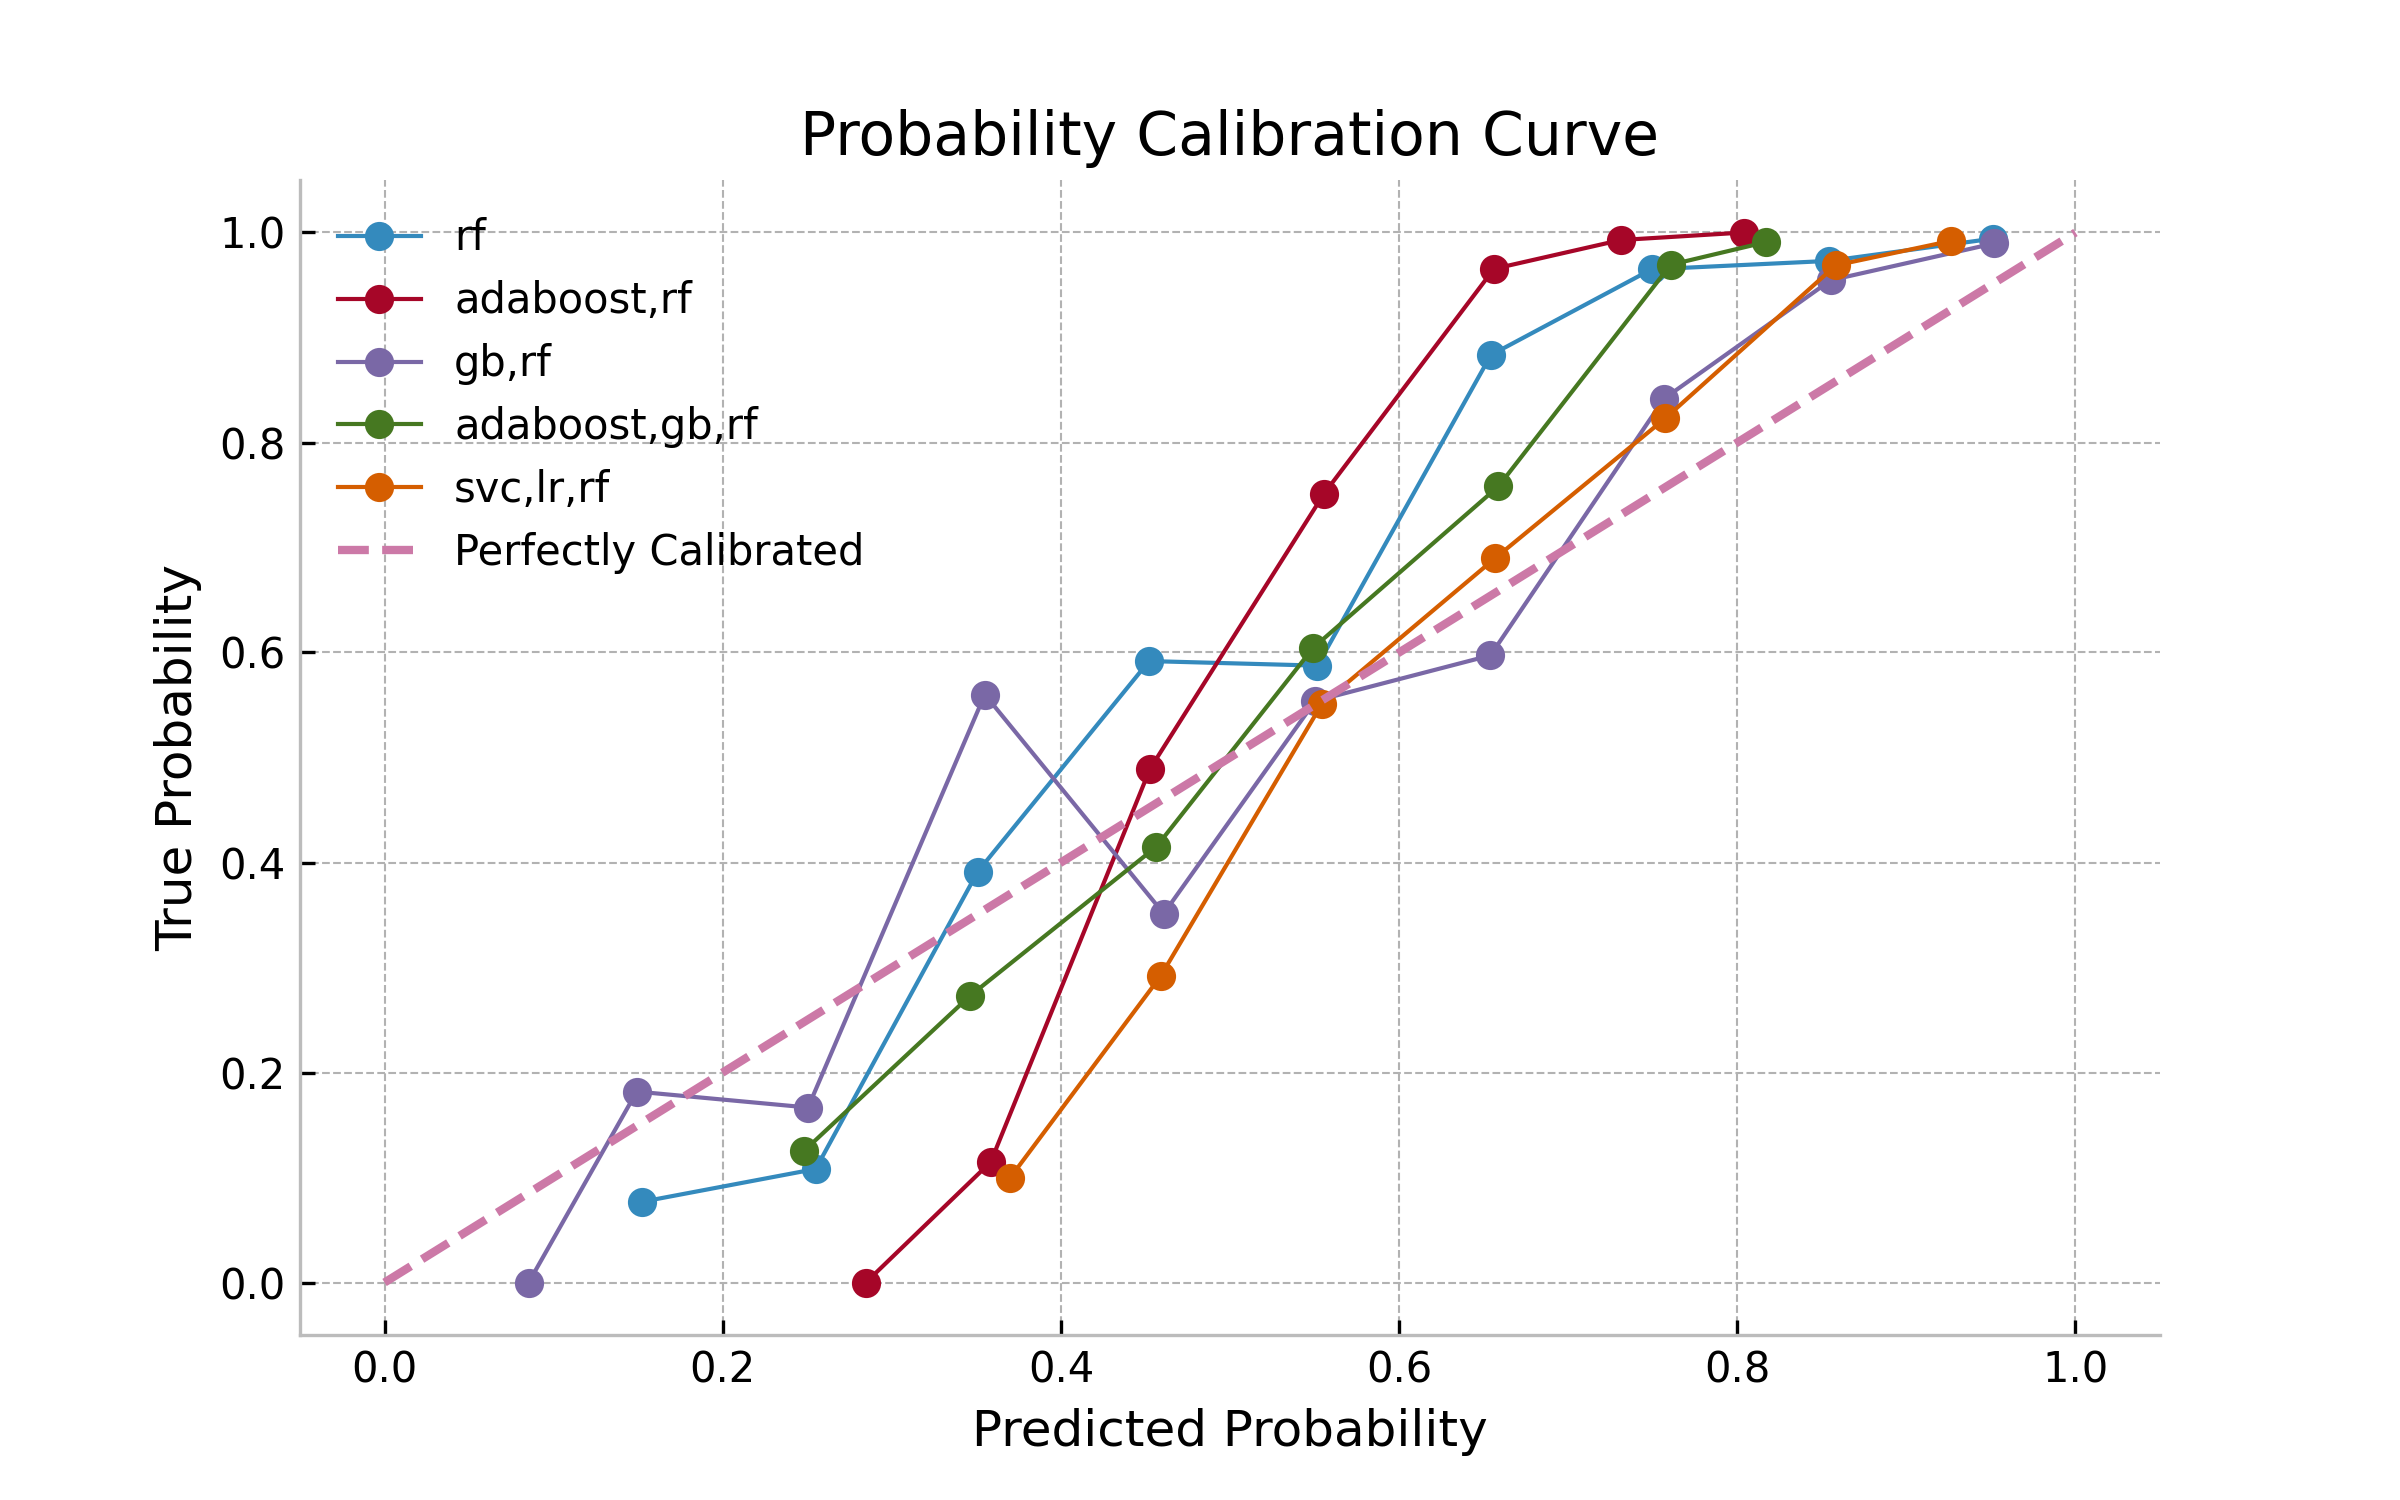 Probability Calibration Curve
rf
adaboost,rf
gb,rf
adaboost,gb,rf
svc,lr,rf
Perfectly Calibrated
True Probability
1.0
0.8
0.6
0.4
0.2
0.0
0.0 0.2 0.4 0.6 0.8 1.0
Predicted Probability